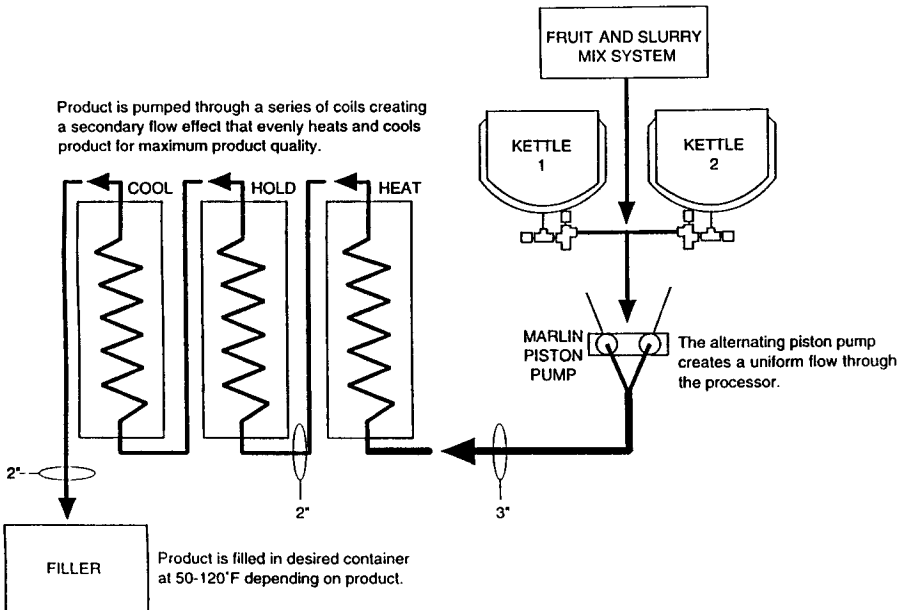 FRUIT AND SLURRY
MIX SYSTEM
Product is pumped through a series of coils creating
a secondary flow effect that evenly heats and cools
product for maximum product quality.
KETTLE
1
KETTLE
2
COOL
HOLD
HEAT
MARLIN
PISTON
PUMP
The alternating piston pump
creates a uniform flow through
the processor.
2"
2"
3"
FILLER
Product is filled in desired container
at 50-120°F depending on product.